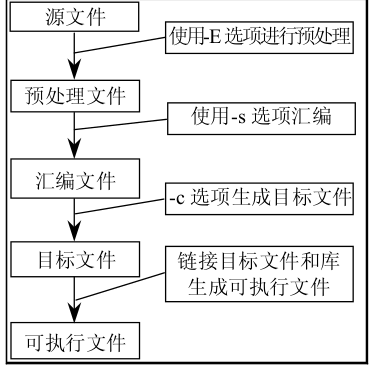 源文件
使用-E选项进行预处理
预处理文件
使用-s 选项汇编
汇编文件
-c 选项生成目标文件
目标文件
链接目标文件和库
生成可执行文件
可执行文件